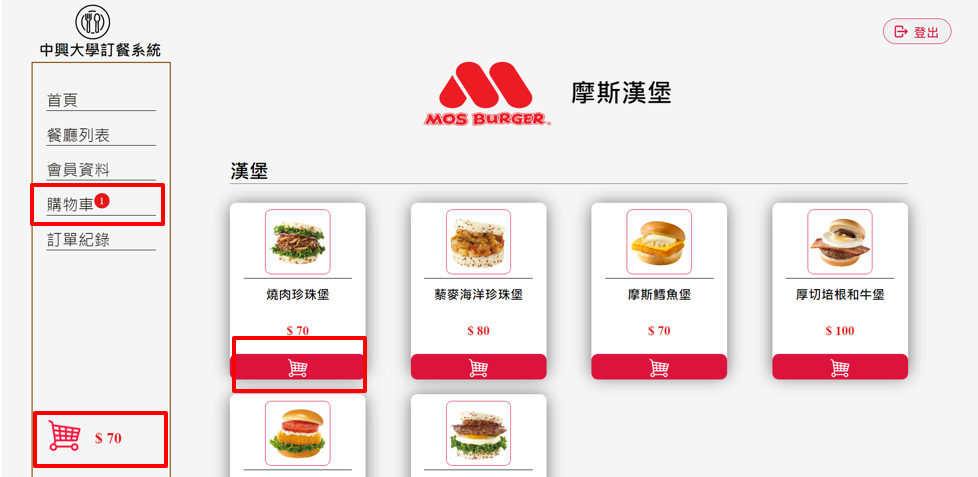 中興大學訂餐系統
登出
首頁
餐廳列表
會員資料
購物車 1
訂單紀錄
$ 70
MOS BURGER
摩斯漢堡
漢堡
燒肉珍珠堡
$ 70
藜麥海洋珍珠堡
$ 80
摩斯鱈魚堡
$ 70
厚切培根和牛堡
$ 100